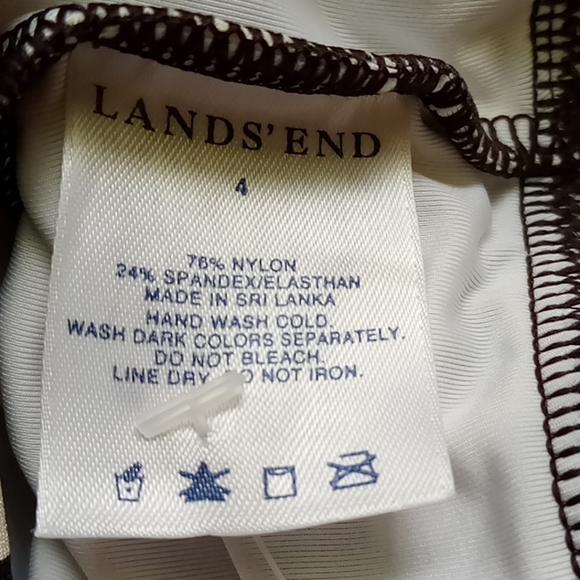 LANDS' END
4
76% NYLON
24% SPANDEX/ELASTHAN
MADE IN SRI LANKA
HAND WASH COLD.
WASH DARK COLORS SEPARATELY.
DO NOT BLEACH.
LINE DRY. NOT IRON.